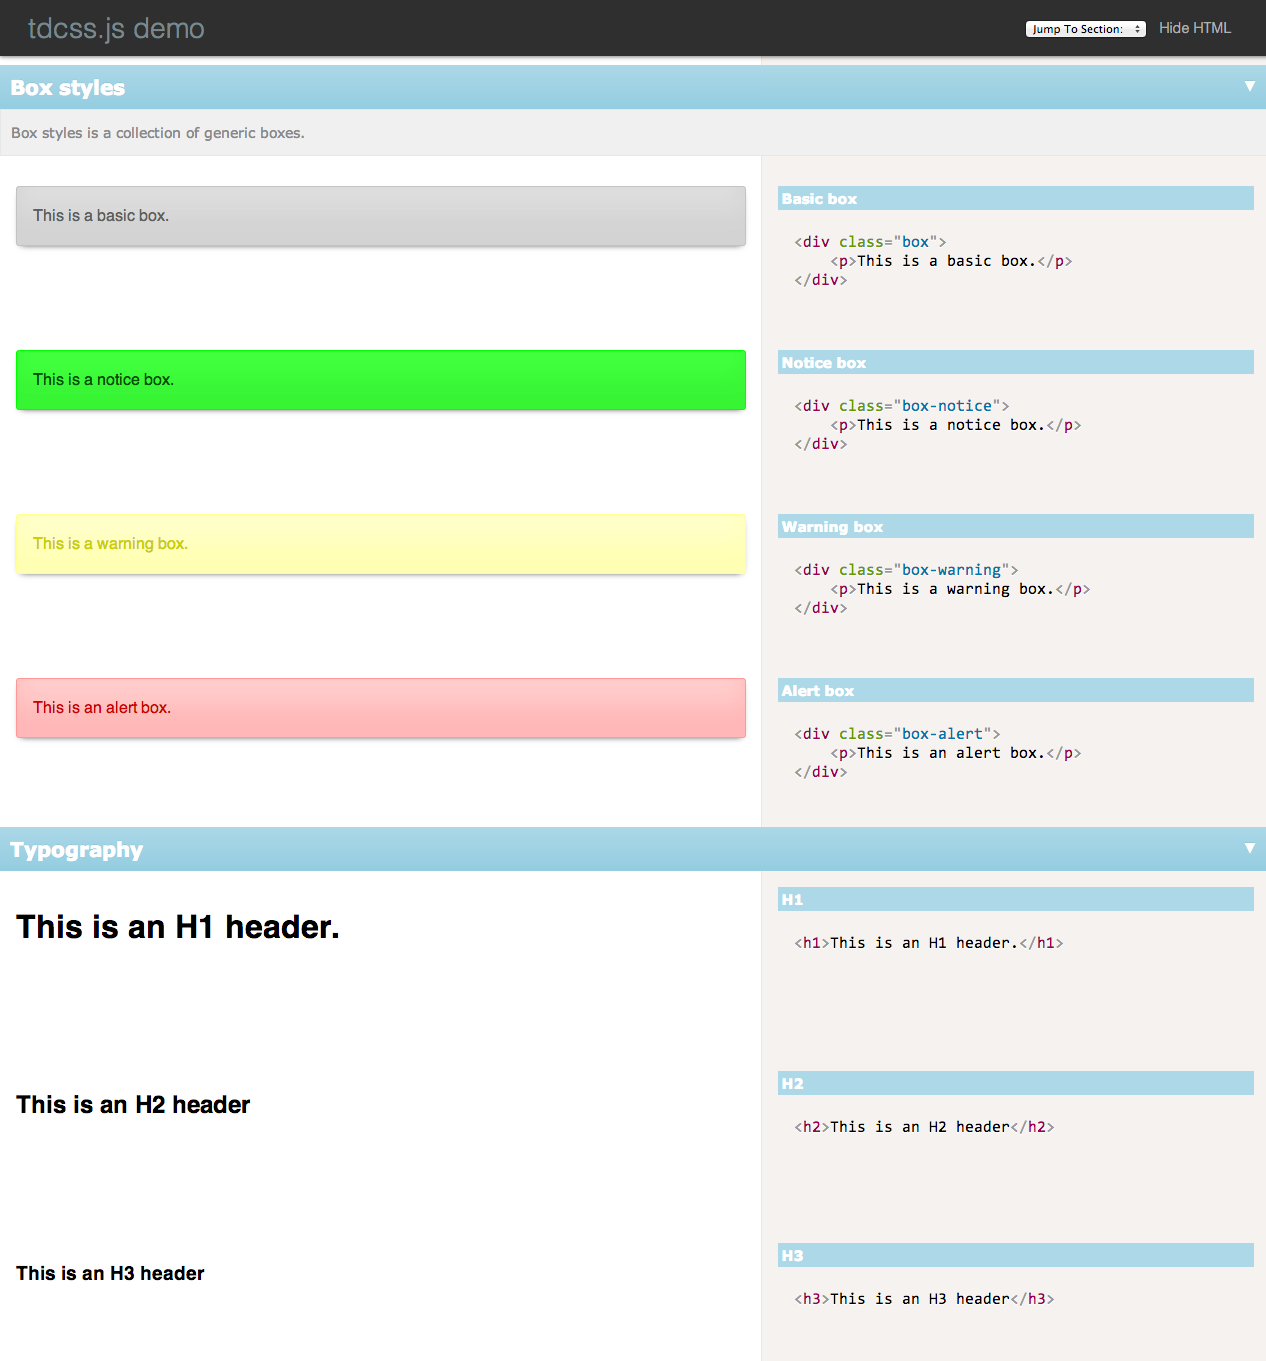 tdcss.js demo
Jump To Section:
Hide HTML
Box styles ▼
Box styles is a collection of generic boxes.
This is a basic box.
Basic box
<div class="box">
    <p>This is a basic box.</p>
</div>
This is a notice box.
Notice box
<div class="box-notice">
    <p>This is a notice box.</p>
</div>
This is a warning box.
Warning box
<div class="box-warning">
    <p>This is a warning box.</p>
</div>
This is an alert box.
Alert box
<div class="box-alert">
    <p>This is an alert box.</p>
</div>
Typography ▼
This is an H1 header.
H1
<h1>This is an H1 header.</h1>
This is an H2 header
H2
<h2>This is an H2 header</h2>
This is an H3 header
H3
<h3>This is an H3 header</h3>